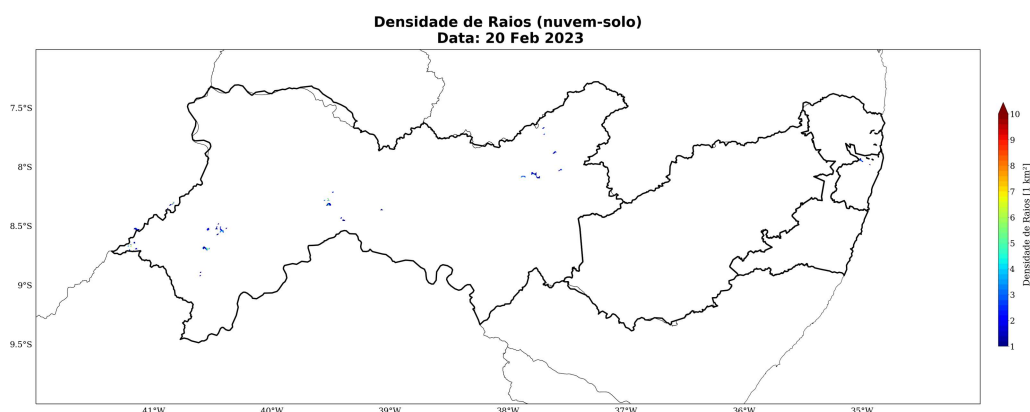 Densidade de Raios (nuvem-solo)
Data: 20 Feb 2023
7.5°S
8°S
8.5°S
9°S
9.5°S
41°W
40°W
39°W
38°W
37°W
36°W
35°W
10
9
8
7
6
5
4
3
2
1
Densidade de Raios [1 km²]